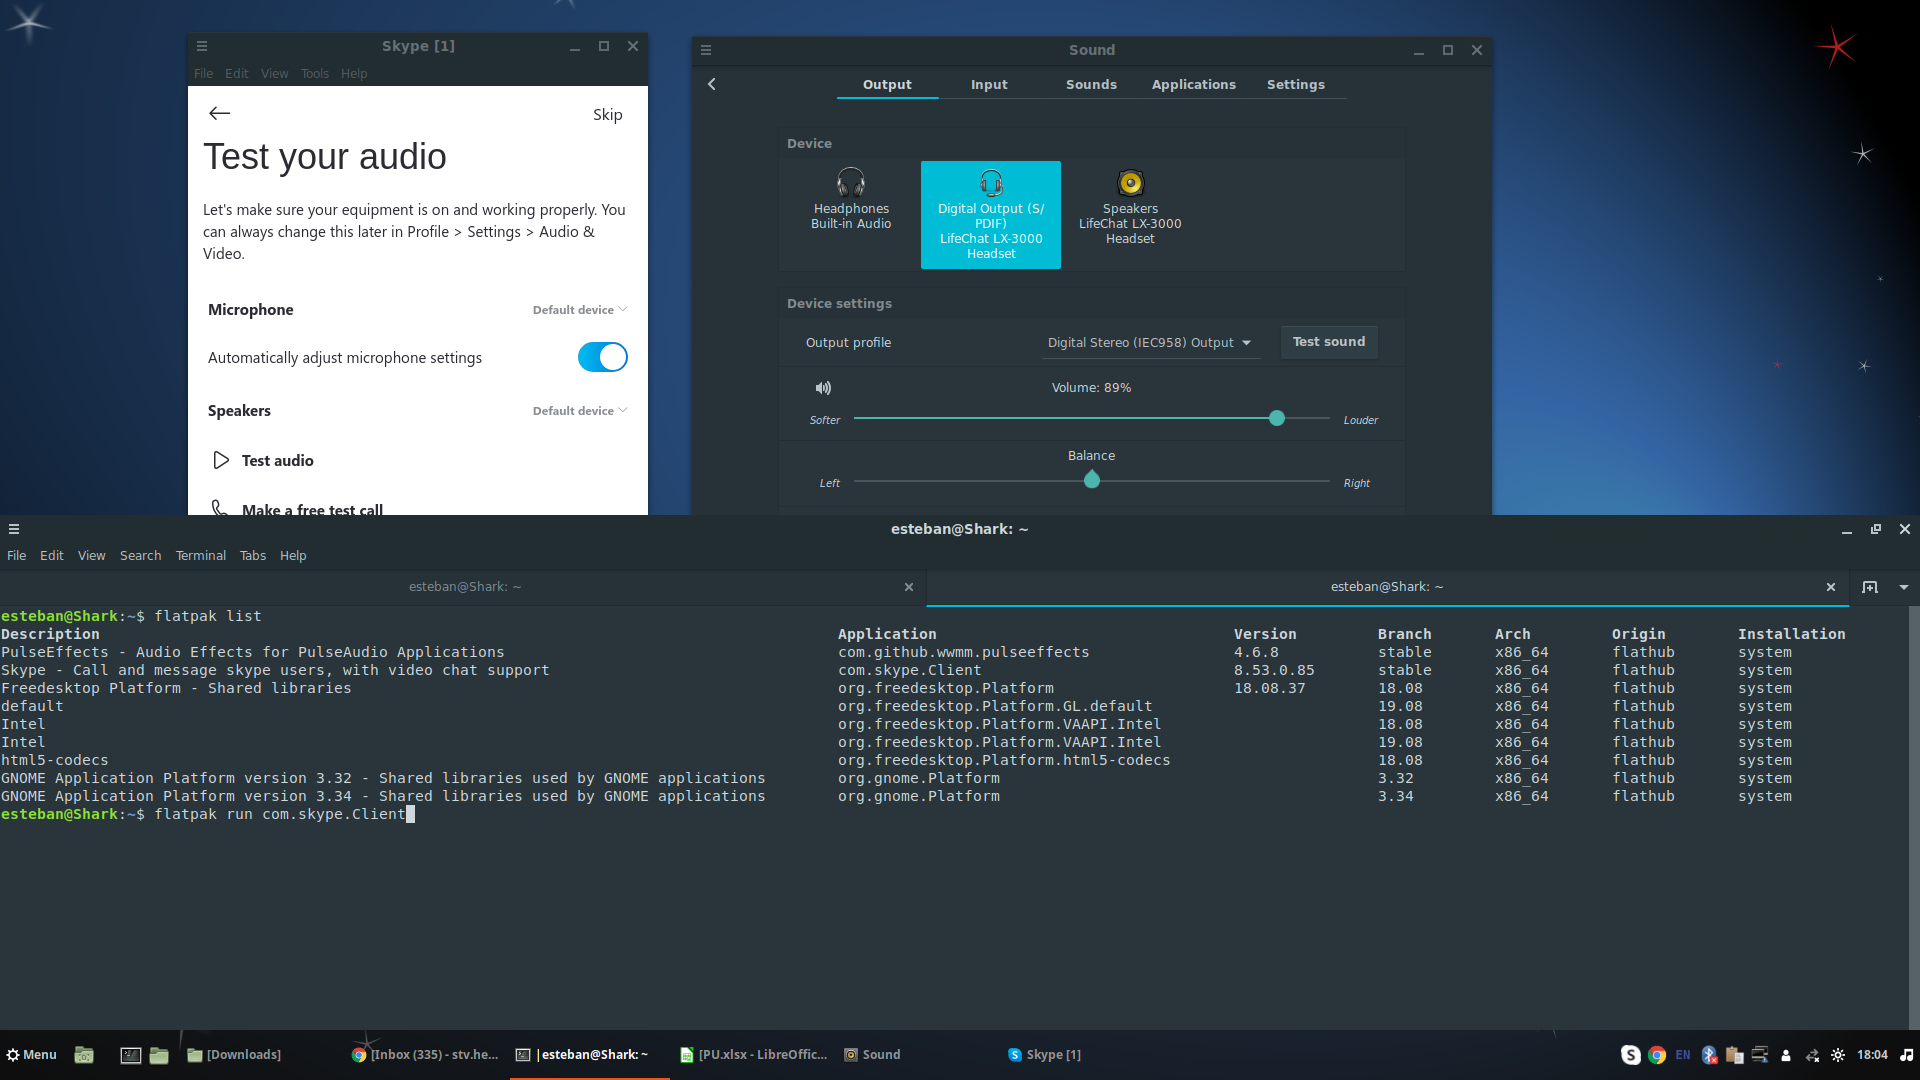 Skype [1]
File Edit View Tools Help
Skip
Test your audio
Let's make sure your equipment is on and working properly. You
can always change this later in Profile > Settings > Audio &
Video.
Microphone Default device
Automatically adjust microphone settings
Speakers Default device
Test audio
Make a free test call
Sound
Output Input Sounds Applications Settings
Device
Headphones
Built-in Audio
Digital Output (S/
PDIF)
LifeChat LX-3000
Headset
Speakers
LifeChat LX-3000
Headset
Device settings
Output profile Digital Stereo (IEC958) Output Test sound
Volume: 89%
Softer Louder
Balance
Left Right
esteban@Shark: ~
File Edit View Search Terminal Tabs Help
esteban@Shark: ~ esteban@Shark: ~
esteban@Shark:~$ flatpak list
Description Application Version Branch Arch Origin Installation
PulseEffects - Audio Effects for PulseAudio Applications com.github.wwmm.pulseeffects 4.6.8 stable x86_64 flathub system
Skype - Call and message skype users, with video chat support com.skype.Client 8.53.0.85 stable x86_64 flathub system
Freedesktop Platform - Shared libraries org.freedesktop.Platform 18.08.37 18.08 x86_64 flathub system
default org.freedesktop.Platform.GL.default 19.08 x86_64 flathub system
Intel org.freedesktop.Platform.VAAPI.Intel 18.08 x86_64 flathub system
Intel org.freedesktop.Platform.VAAPI.Intel 19.08 x86_64 flathub system
html5-codecs org.freedesktop.Platform.html5-codecs 18.08 x86_64 flathub system
GNOME Application Platform version 3.32 - Shared libraries used by GNOME applications org.gnome.Platform 3.32 x86_64 flathub system
GNOME Application Platform version 3.34 - Shared libraries used by GNOME applications org.gnome.Platform 3.34 x86_64 flathub system
esteban@Shark:~$ flatpak run com.skype.Client
Menu [Downloads] [Inbox (335) - stv.he... esteban@Shark: ~ [PU.xlsx - LibreOffic... Sound Skype [1] EN 18:04